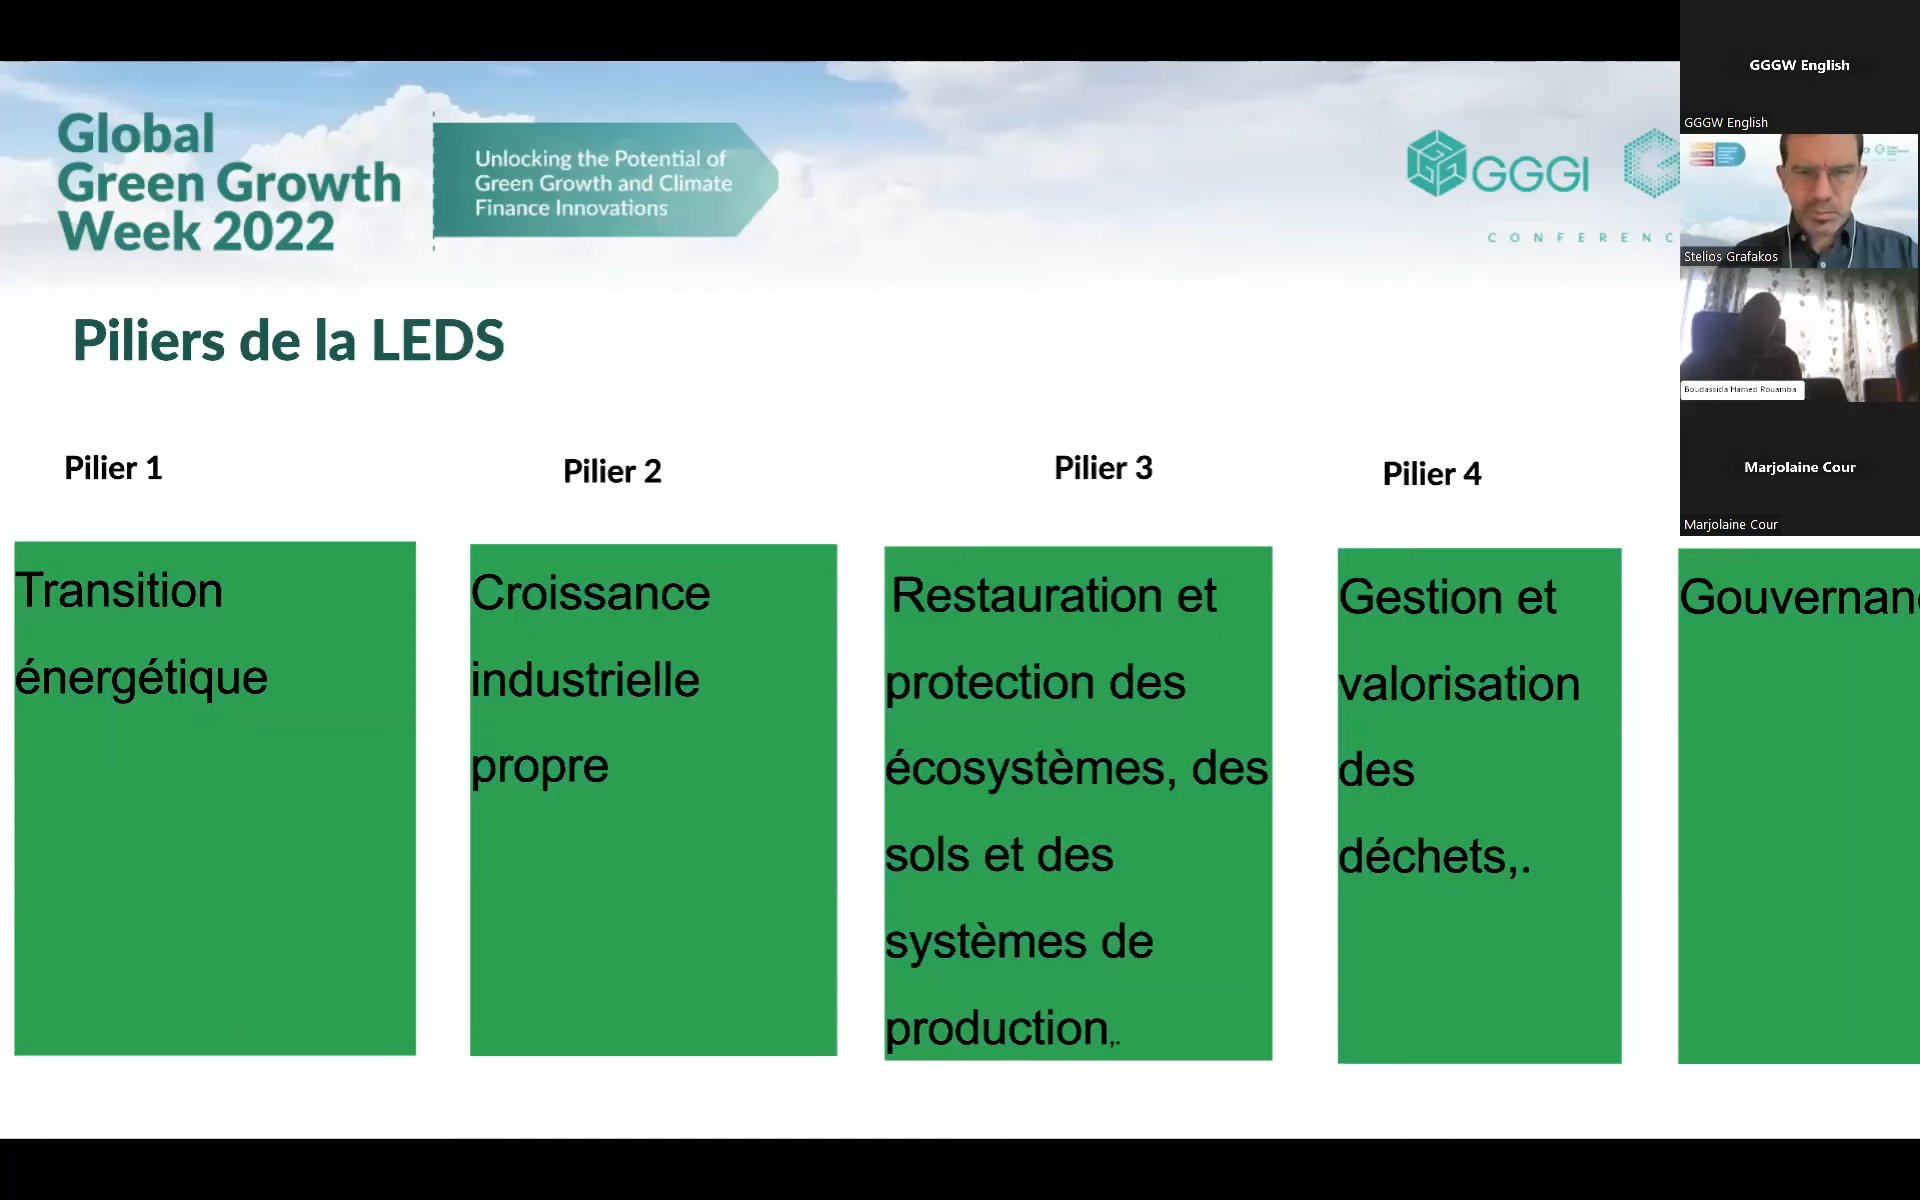 Global
Green Growth
Week 2022
Unlocking the Potential of
Green Growth and Climate
Finance Innovations
GGGI
CONFERENC
GGGW English
GGGW English
Stelios Grafakos
Boudassida Hamed Rouamba
Marjolaine Cour
Marjolaine Cour
Piliers de la LEDS
Pilier 1
Transition
énergétique
Pilier 2
Croissance
industrielle
propre
Pilier 3
Restauration et
protection des
écosystèmes, des
sols et des
systèmes de
production,.
Pilier 4
Gestion et
valorisation
des
déchets,.
Gouvernan